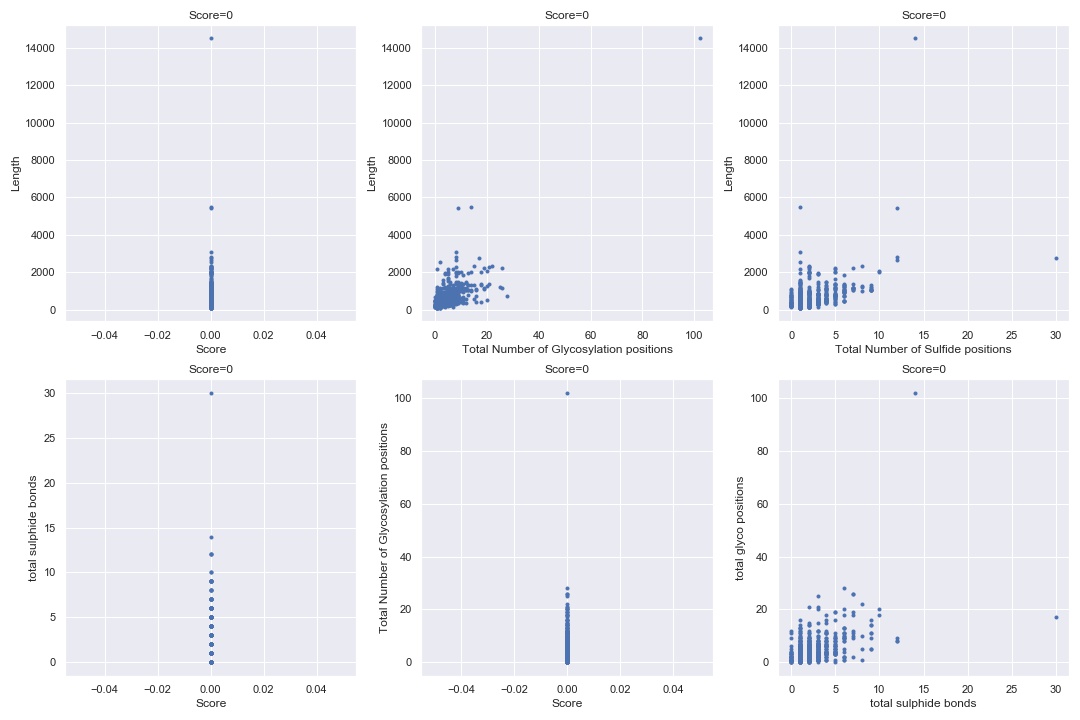 Score=0
14000
12000
10000
8000
6000
4000
2000
0
Length
−0.04 −0.02 0.00 0.02 0.04
Score
Score=0
14000
12000
10000
8000
6000
4000
2000
0
Length
0 20 40 60 80 100
Total Number of Glycosylation positions
Score=0
14000
12000
10000
8000
6000
4000
2000
0
Length
0 5 10 15 20 25 30
Total Number of Sulfide positions
Score=0
30
25
20
15
10
5
0
total sulphide bonds
−0.04 −0.02 0.00 0.02 0.04
Score
Score=0
100
80
60
40
20
0
Total Number of Glycosylation positions
−0.04 −0.02 0.00 0.02 0.04
Score
Score=0
100
80
60
40
20
0
total glyco positions
0 5 10 15 20 25 30
total sulphide bonds